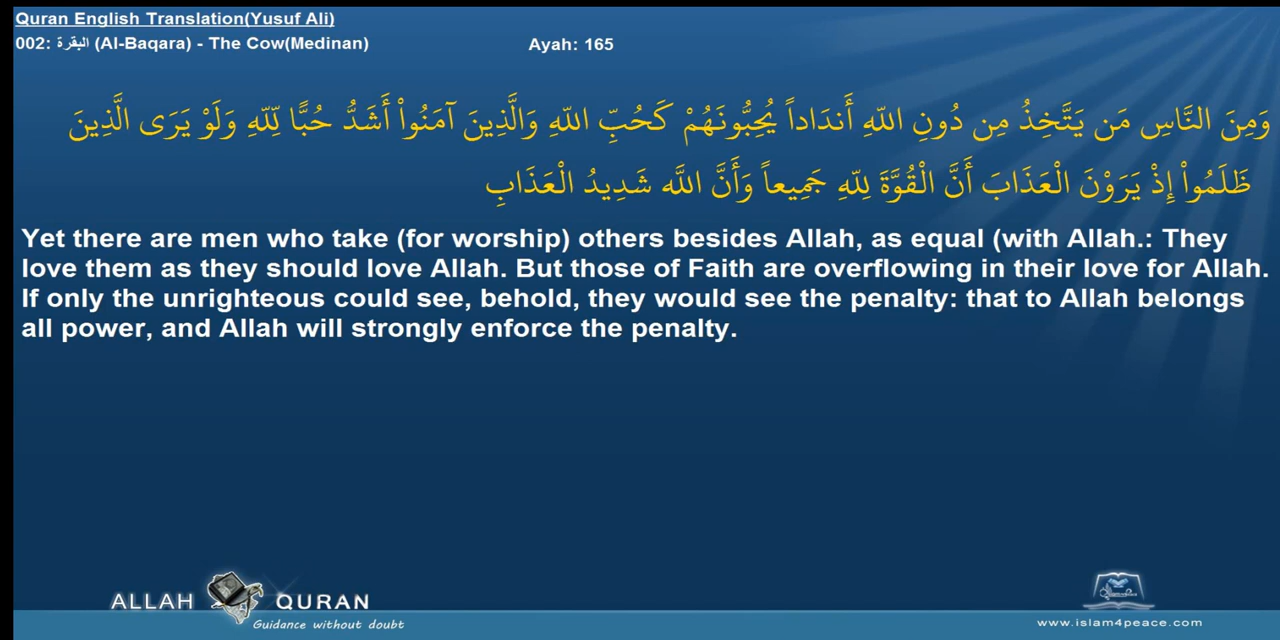 Quran English Translation(Yusuf Ali)
002: البقرة (Al-Baqara) - The Cow(Medinan) Ayah: 165
وَمِنَ النَّاسِ مَن يَتَّخِذُ مِن دُونِ اللّهِ أَندَاداً يُحِبُّونَهُمْ كَحُبِّ اللّهِ وَالَّذِينَ آمَنُواْ أَشَدُّ حُبًّا لِّلّهِ وَلَوْ يَرَى الَّذِينَ
ظَلَمُواْ إِذْ يَرَوْنَ الْعَذَابَ أَنَّ الْقُوَّةَ لِلّهِ جَمِيعاً وَأَنَّ اللّهَ شَدِيدُ الْعَذَابِ
Yet there are men who take (for worship) others besides Allah, as equal (with Allah.: They
love them as they should love Allah. But those of Faith are overflowing in their love for Allah.
If only the unrighteous could see, behold, they would see the penalty: that to Allah belongs
all power, and Allah will strongly enforce the penalty.
ALLAH QURAN
Guidance without doubt
www.islam4peace.com